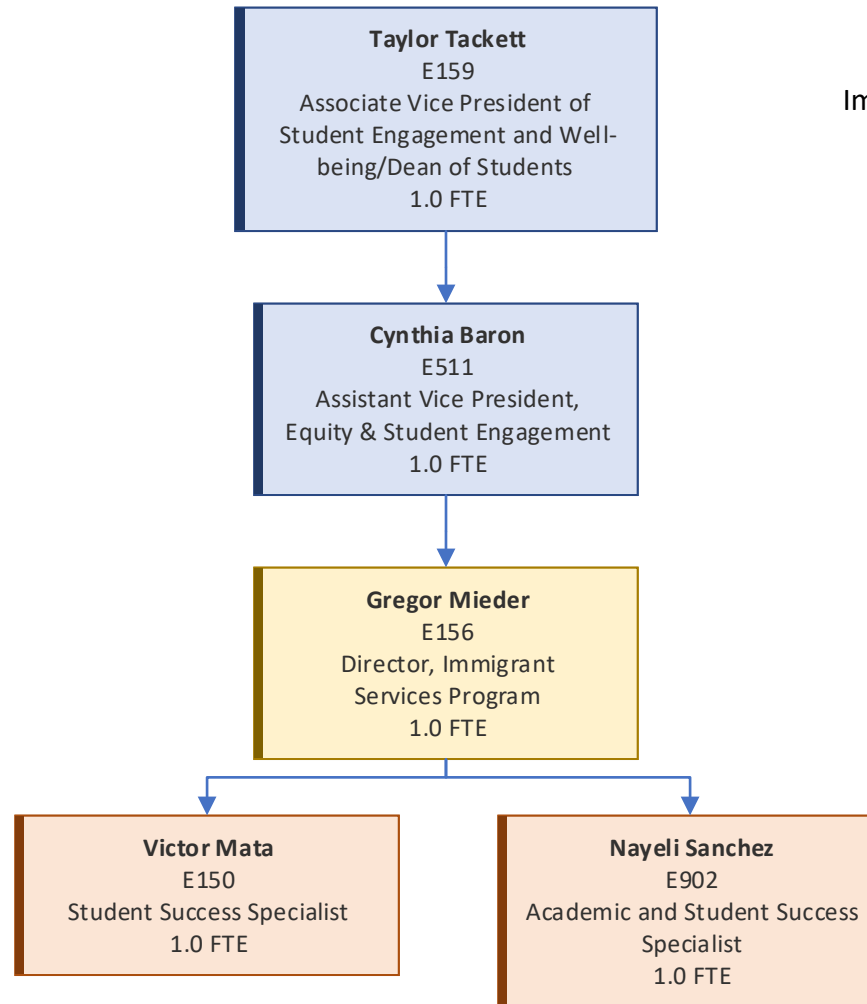 Taylor Tackett
E159
Associate Vice President of
Student Engagement and Well-
being/Dean of Students
1.0 FTE
Im
Cynthia Baron
E511
Assistant Vice President,
Equity & Student Engagement
1.0 FTE
Gregor Mieder
E156
Director, Immigrant
Services Program
1.0 FTE
Victor Mata
E150
Student Success Specialist
1.0 FTE
Nayeli Sanchez
E902
Academic and Student Success
Specialist
1.0 FTE